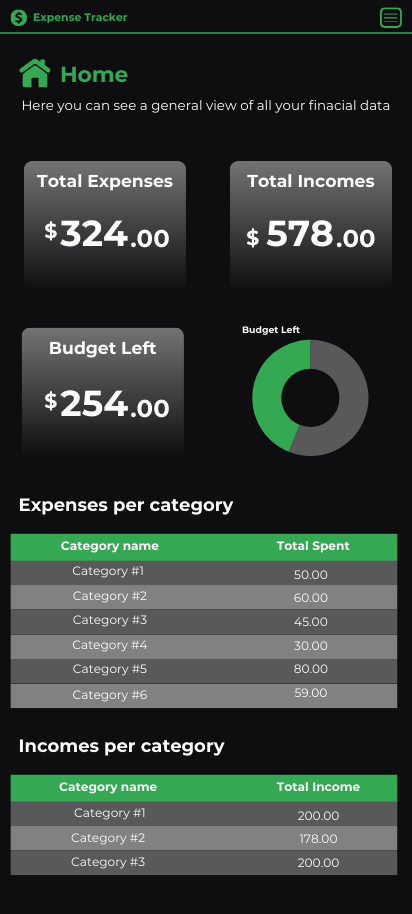 Expense Tracker
Home
Here you can see a general view of all your finacial data
Total Expenses
$324.00
Total Incomes
$578.00
Budget Left
$254.00
Budget Left
Expenses per category
Category name Total Spent
Category #1 50.00
Category #2 60.00
Category #3 45.00
Category #4 30.00
Category #5 80.00
Category #6 59.00
Incomes per category
Category name Total Income
Category #1 200.00
Category #2 178.00
Category #3 200.00